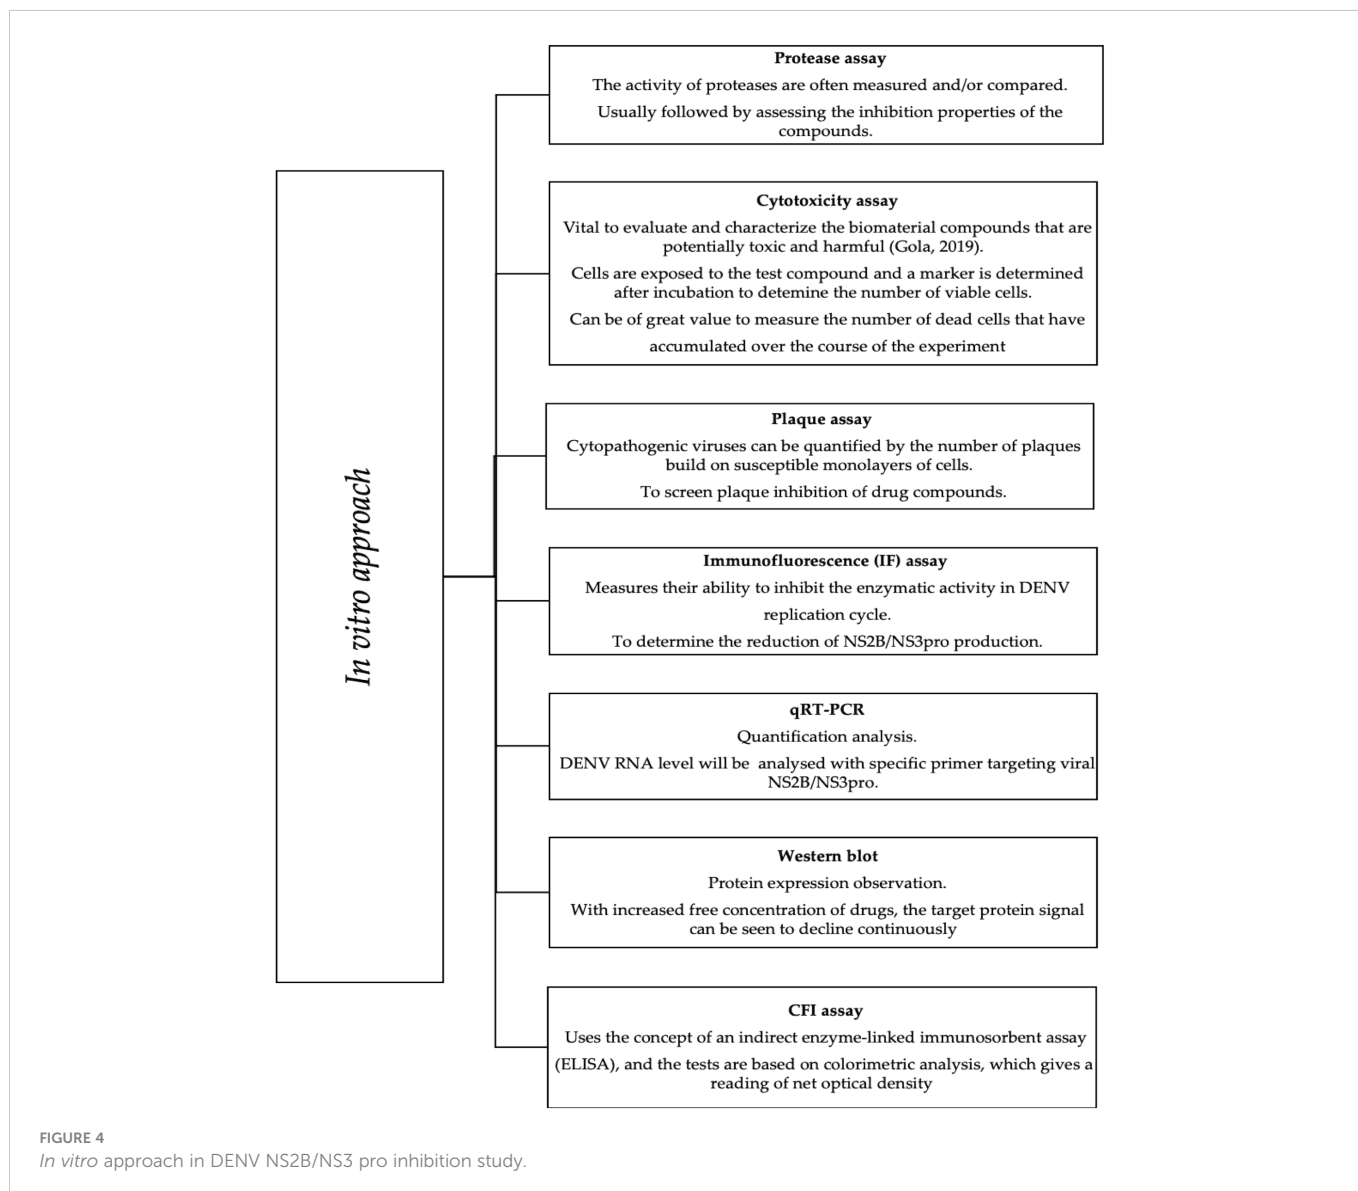 Protease assay
The activity of proteases are often measured and/or compared.
Usually followed by assessing the inhibition properties of the
compounds.
Cytotoxicity assay
Vital to evaluate and characterize the biomaterial compounds that are
potentially toxic and harmful (Gola, 2019).
Cells are exposed to the test compound and a marker is determined
after incubation to detemine the number of viable cells.
Can be of great value to measure the number of dead cells that have
accumulated over the course of the experiment
Plaque assay
Cytopathogenic viruses can be quantified by the number of plaques
build on susceptible monolayers of cells.
To screen plaque inhibition of drug compounds.
In vitro approach
Immunofluorescence (IF) assay
Measures their ability to inhibit the enzymatic activity in DENV
replication cycle.
To determine the reduction of NS2B/NS3pro production.
qRT-PCR
Quantification analysis.
DENV RNA level will be analysed with specific primer targeting viral
NS2B/NS3pro.
Western blot
Protein expression observation.
With increased free concentration of drugs, the target protein signal
can be seen to decline continuously
CFI assay
Uses the concept of an indirect enzyme-linked immunosorbent assay
(ELISA), and the tests are based on colorimetric analysis, which gives a
reading of net optical density
FIGURE 4
In vitro approach in DENV NS2B/NS3 pro inhibition study.